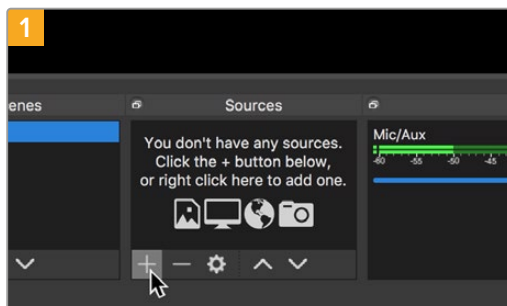 1
enes
Sources
You don't have any sources.
Click the + button below,
or right click here to add one.
Mic/Aux
-60 -55 -50 -45